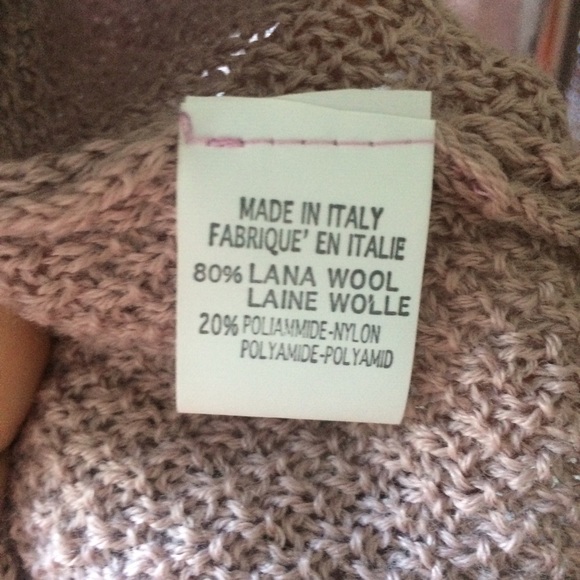 MADE IN ITALY
FABRIQUE' EN ITALIE
80% LANA WOOL
LAINE WOLLE
20% POLIAMMIDE-NYLON
POLYAMIDE-POLYAMID